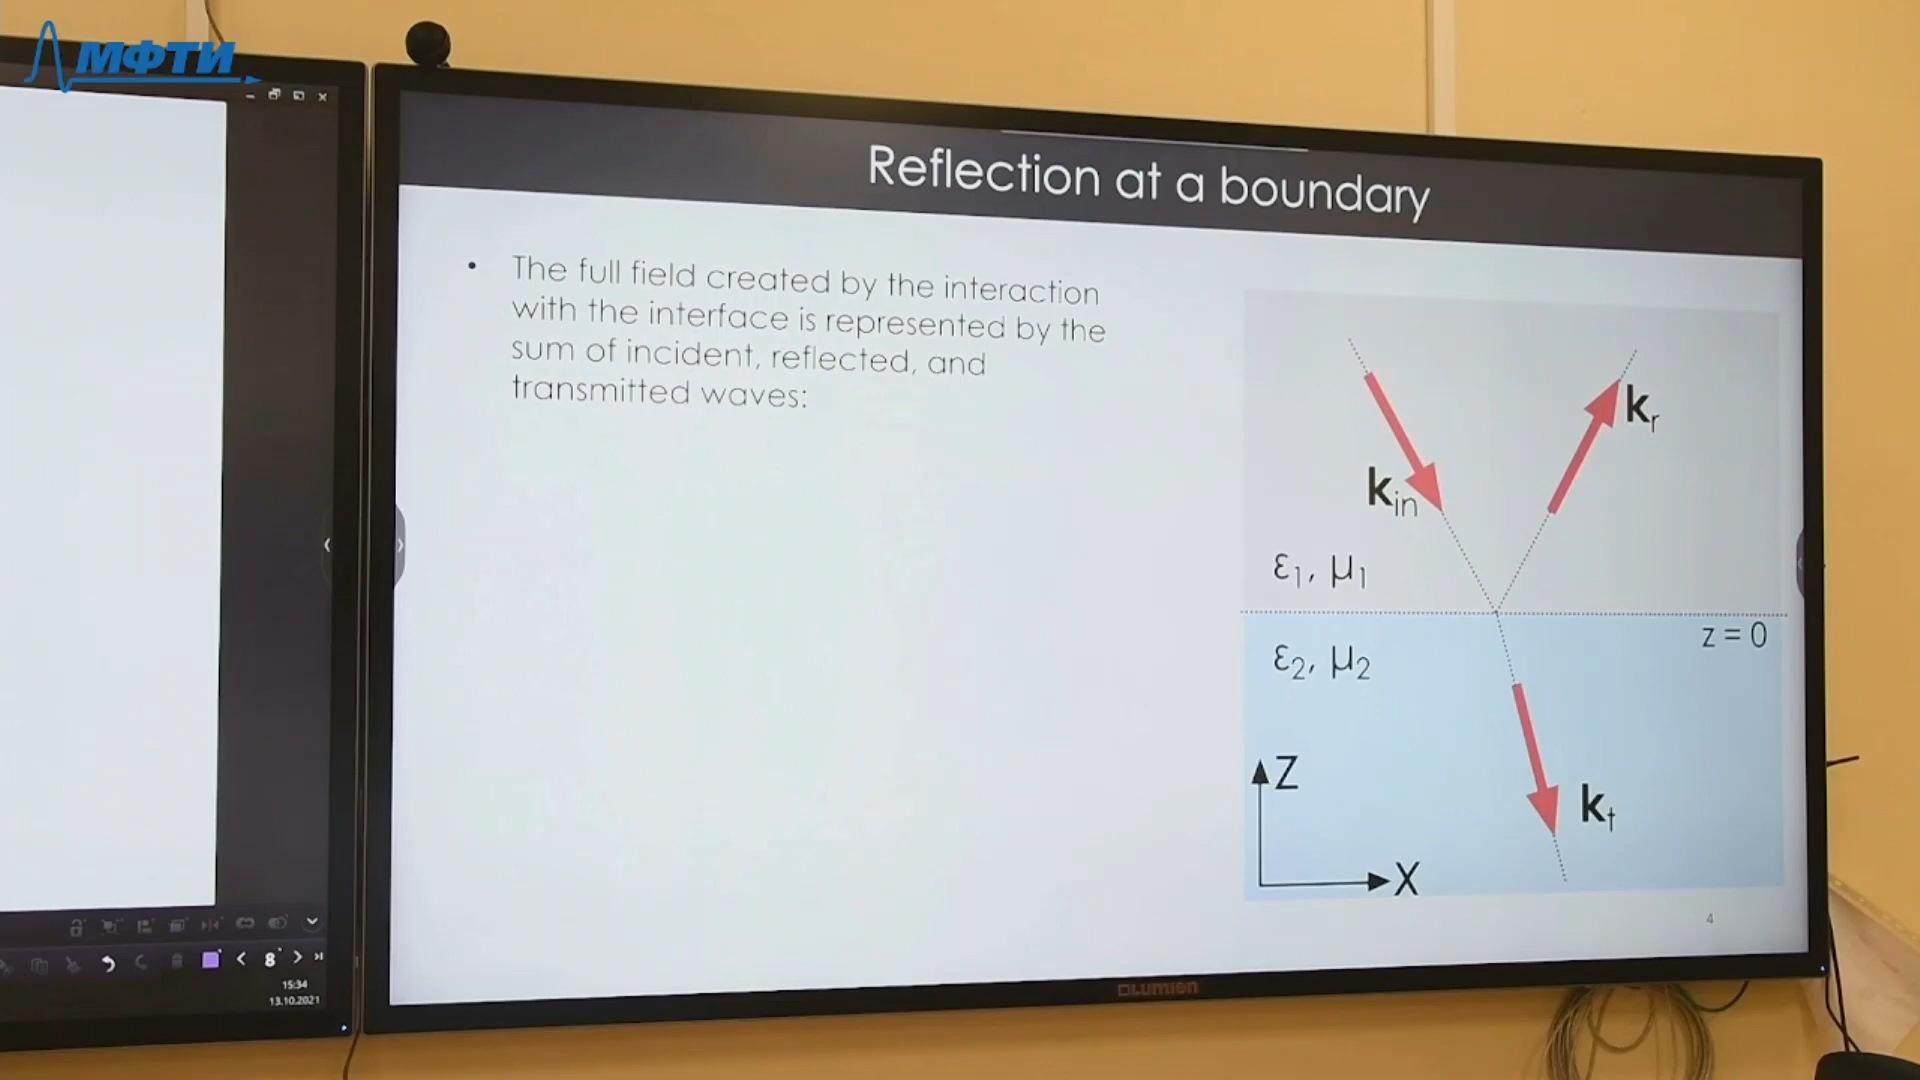 МФТИ
Reflection at a boundary
• The full field created by the interaction
with the interface is represented by the
sum of incident, reflected, and
transmitted waves:
k_r
k_in
ε₁, μ₁
z = 0
ε₂, μ₂
Z
k_t
X
4
8
15:34
13.10.2021
Lumien